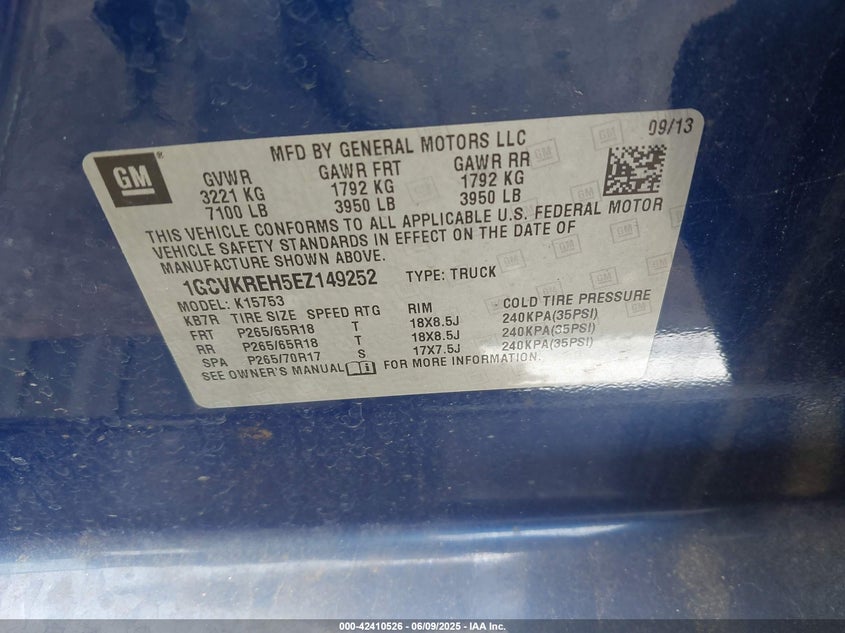 GM
MFD BY GENERAL MOTORS LLC
09/13
GVWR GAWR FRT GAWR RR
3221 KG 1792 KG 1792 KG
7100 LB 3950 LB 3950 LB
THIS VEHICLE CONFORMS TO ALL APPLICABLE U.S. FEDERAL MOTOR
VEHICLE SAFETY STANDARDS IN EFFECT ON THE DATE OF
MANUFACTURE SHOWN ABOVE.
1GCVKREH5EZ149252 TYPE: TRUCK
MODEL: K15753
KB7R TIRE SIZE SPEED RTG RIM COLD TIRE PRESSURE
FRT P265/65R18 T 18X8.5J 240KPA(35PSI)
RR P265/65R18 T 18X8.5J 240KPA(35PSI)
SPA P265/70R17 S 17X7.5J 240KPA(35PSI)
SEE OWNER'S MANUAL FOR MORE INFORMATION.
000-42410526 - 06/09/2025 - IAA Inc.